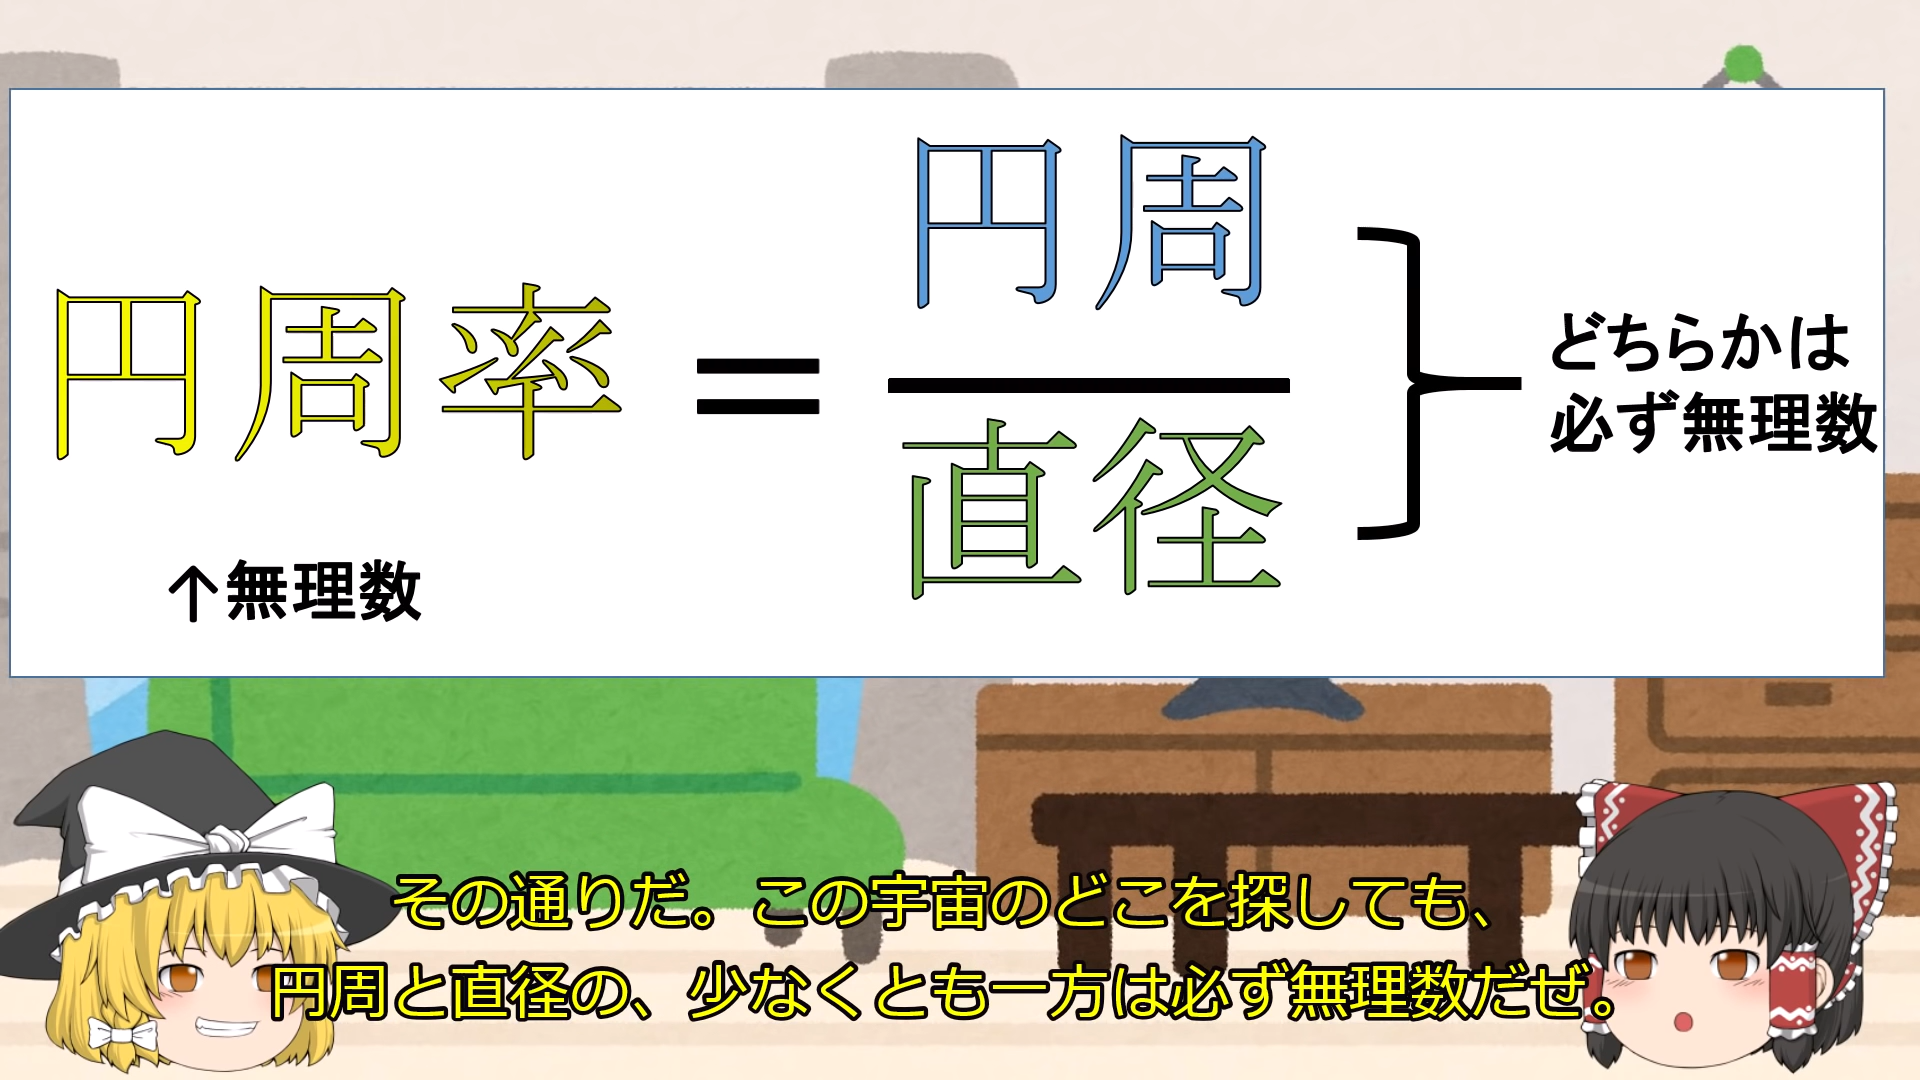 円周率 = 円周
直径
どちらかは
必ず無理数
↑無理数
その通りだ。この宇宙のどこを探しても、
円周と直径の、少なくとも一方は必ず無理数だぜ。